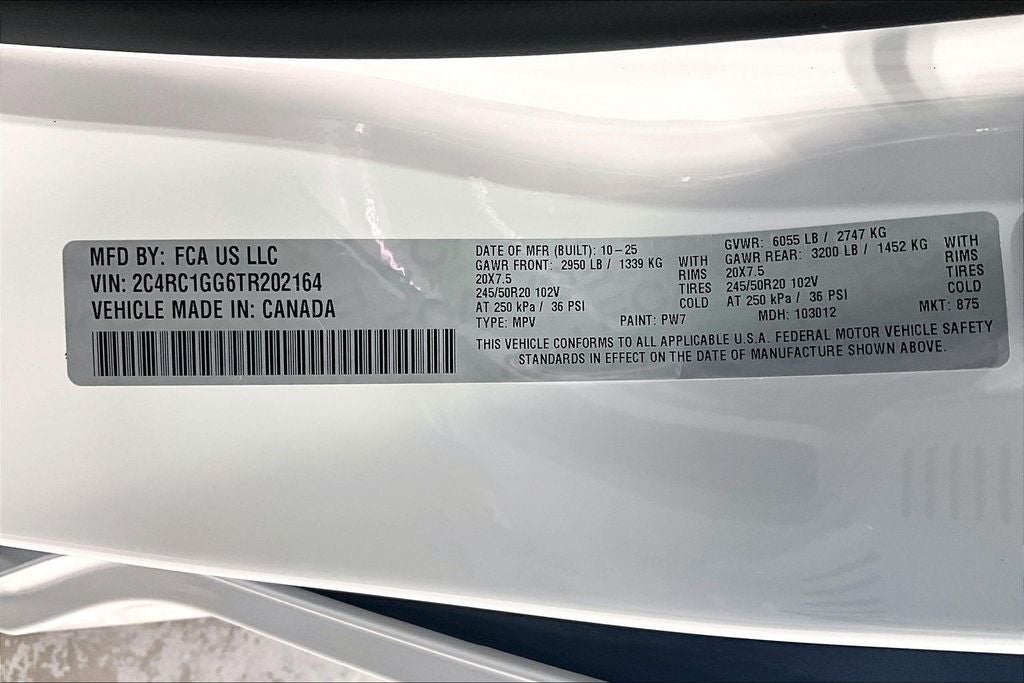 MFD BY: FCA US LLC
VIN: 2C4RC1GG6TR202164
VEHICLE MADE IN: CANADA
DATE OF MFR (BUILT): 10-25
GAWR FRONT: 2950 LB / 1339 KG
20X7.5
245/50R20 102V
AT 250 kPa / 36 PSI
WITH
RIMS
TIRES
COLD
TYPE: MPV
PAINT: PW7
GVWR: 6055 LB / 2747 KG
GAWR REAR: 3200 LB / 1452 KG
20X7.5
245/50R20 102V
AT 250 kPa / 36 PSI
WITH
RIMS
TIRES
COLD
MDH: 103012
MKT: 875
THIS VEHICLE CONFORMS TO ALL APPLICABLE U.S.A. FEDERAL MOTOR VEHICLE SAFETY
STANDARDS IN EFFECT ON THE DATE OF MANUFACTURE SHOWN ABOVE.